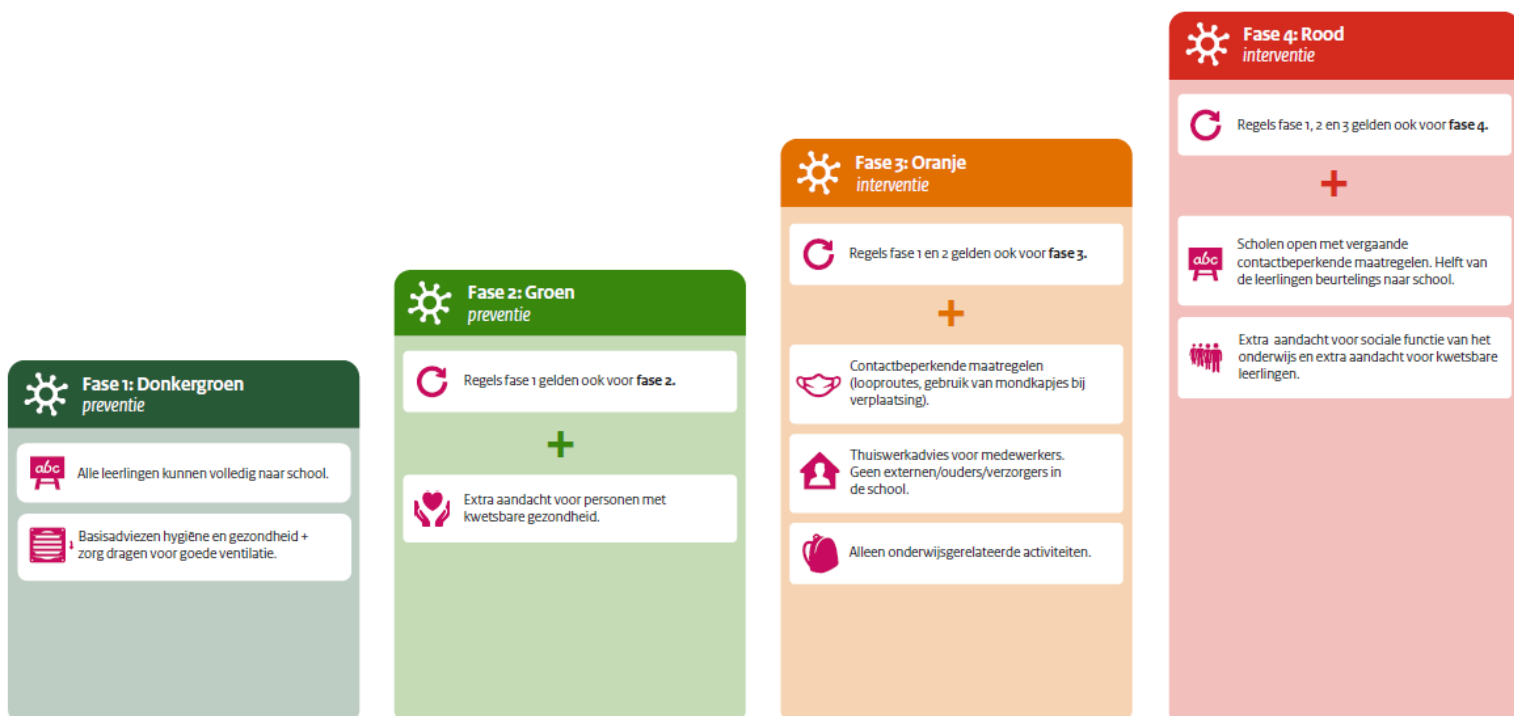 Fase 1: Donkergroen
preventie
abc
Alle leerlingen kunnen volledig naar school.
Basisadviezen hygiëne en gezondheid +
zorg dragen voor goede ventilatie.
Fase 2: Groen
preventie
Regels fase 1 gelden ook voor fase 2.
+
Extra aandacht voor personen met
kwetsbare gezondheid.
Fase 3: Oranje
interventie
Regels fase 1 en 2 gelden ook voor fase 3.
+
Contactbeperkende maatregelen
(looproutes, gebruik van mondkapjes bij
verplaatsing).
Thuiswerkadvies voor medewerkers.
Geen externen/ouders/verzorgers in
de school.
Alleen onderwijsgerelateerde activiteiten.
Fase 4: Rood
interventie
Regels fase 1, 2 en 3 gelden ook voor fase 4.
+
abc
Scholen open met vergaande
contactbeperkende maatregelen. Helft van
de leerlingen beurtelings naar school.
Extra aandacht voor sociale functie van het
onderwijs en extra aandacht voor kwetsbare
leerlingen.